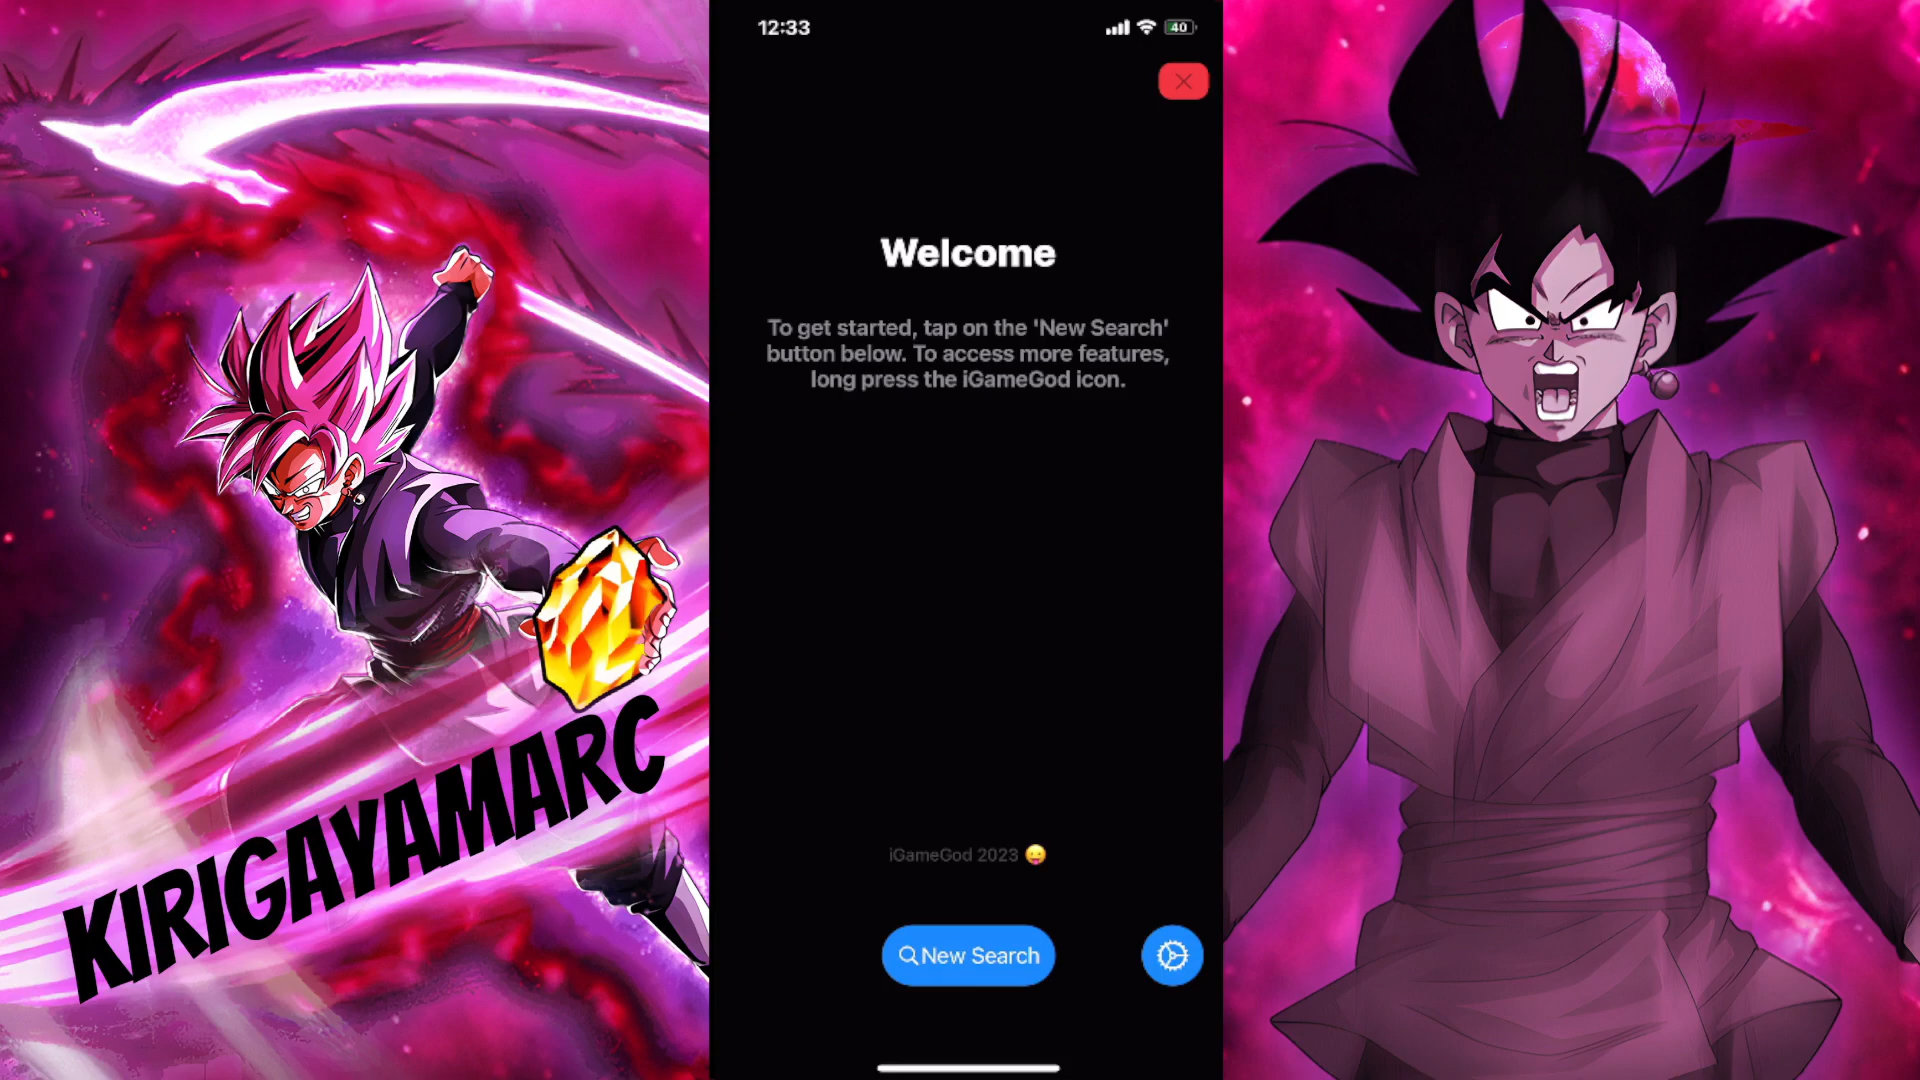 12:33
40
Welcome
To get started, tap on the 'New Search'
button below. To access more features,
long press the iGameGod icon.
KIRIGAYAMARC
iGameGod 2023 😛
New Search